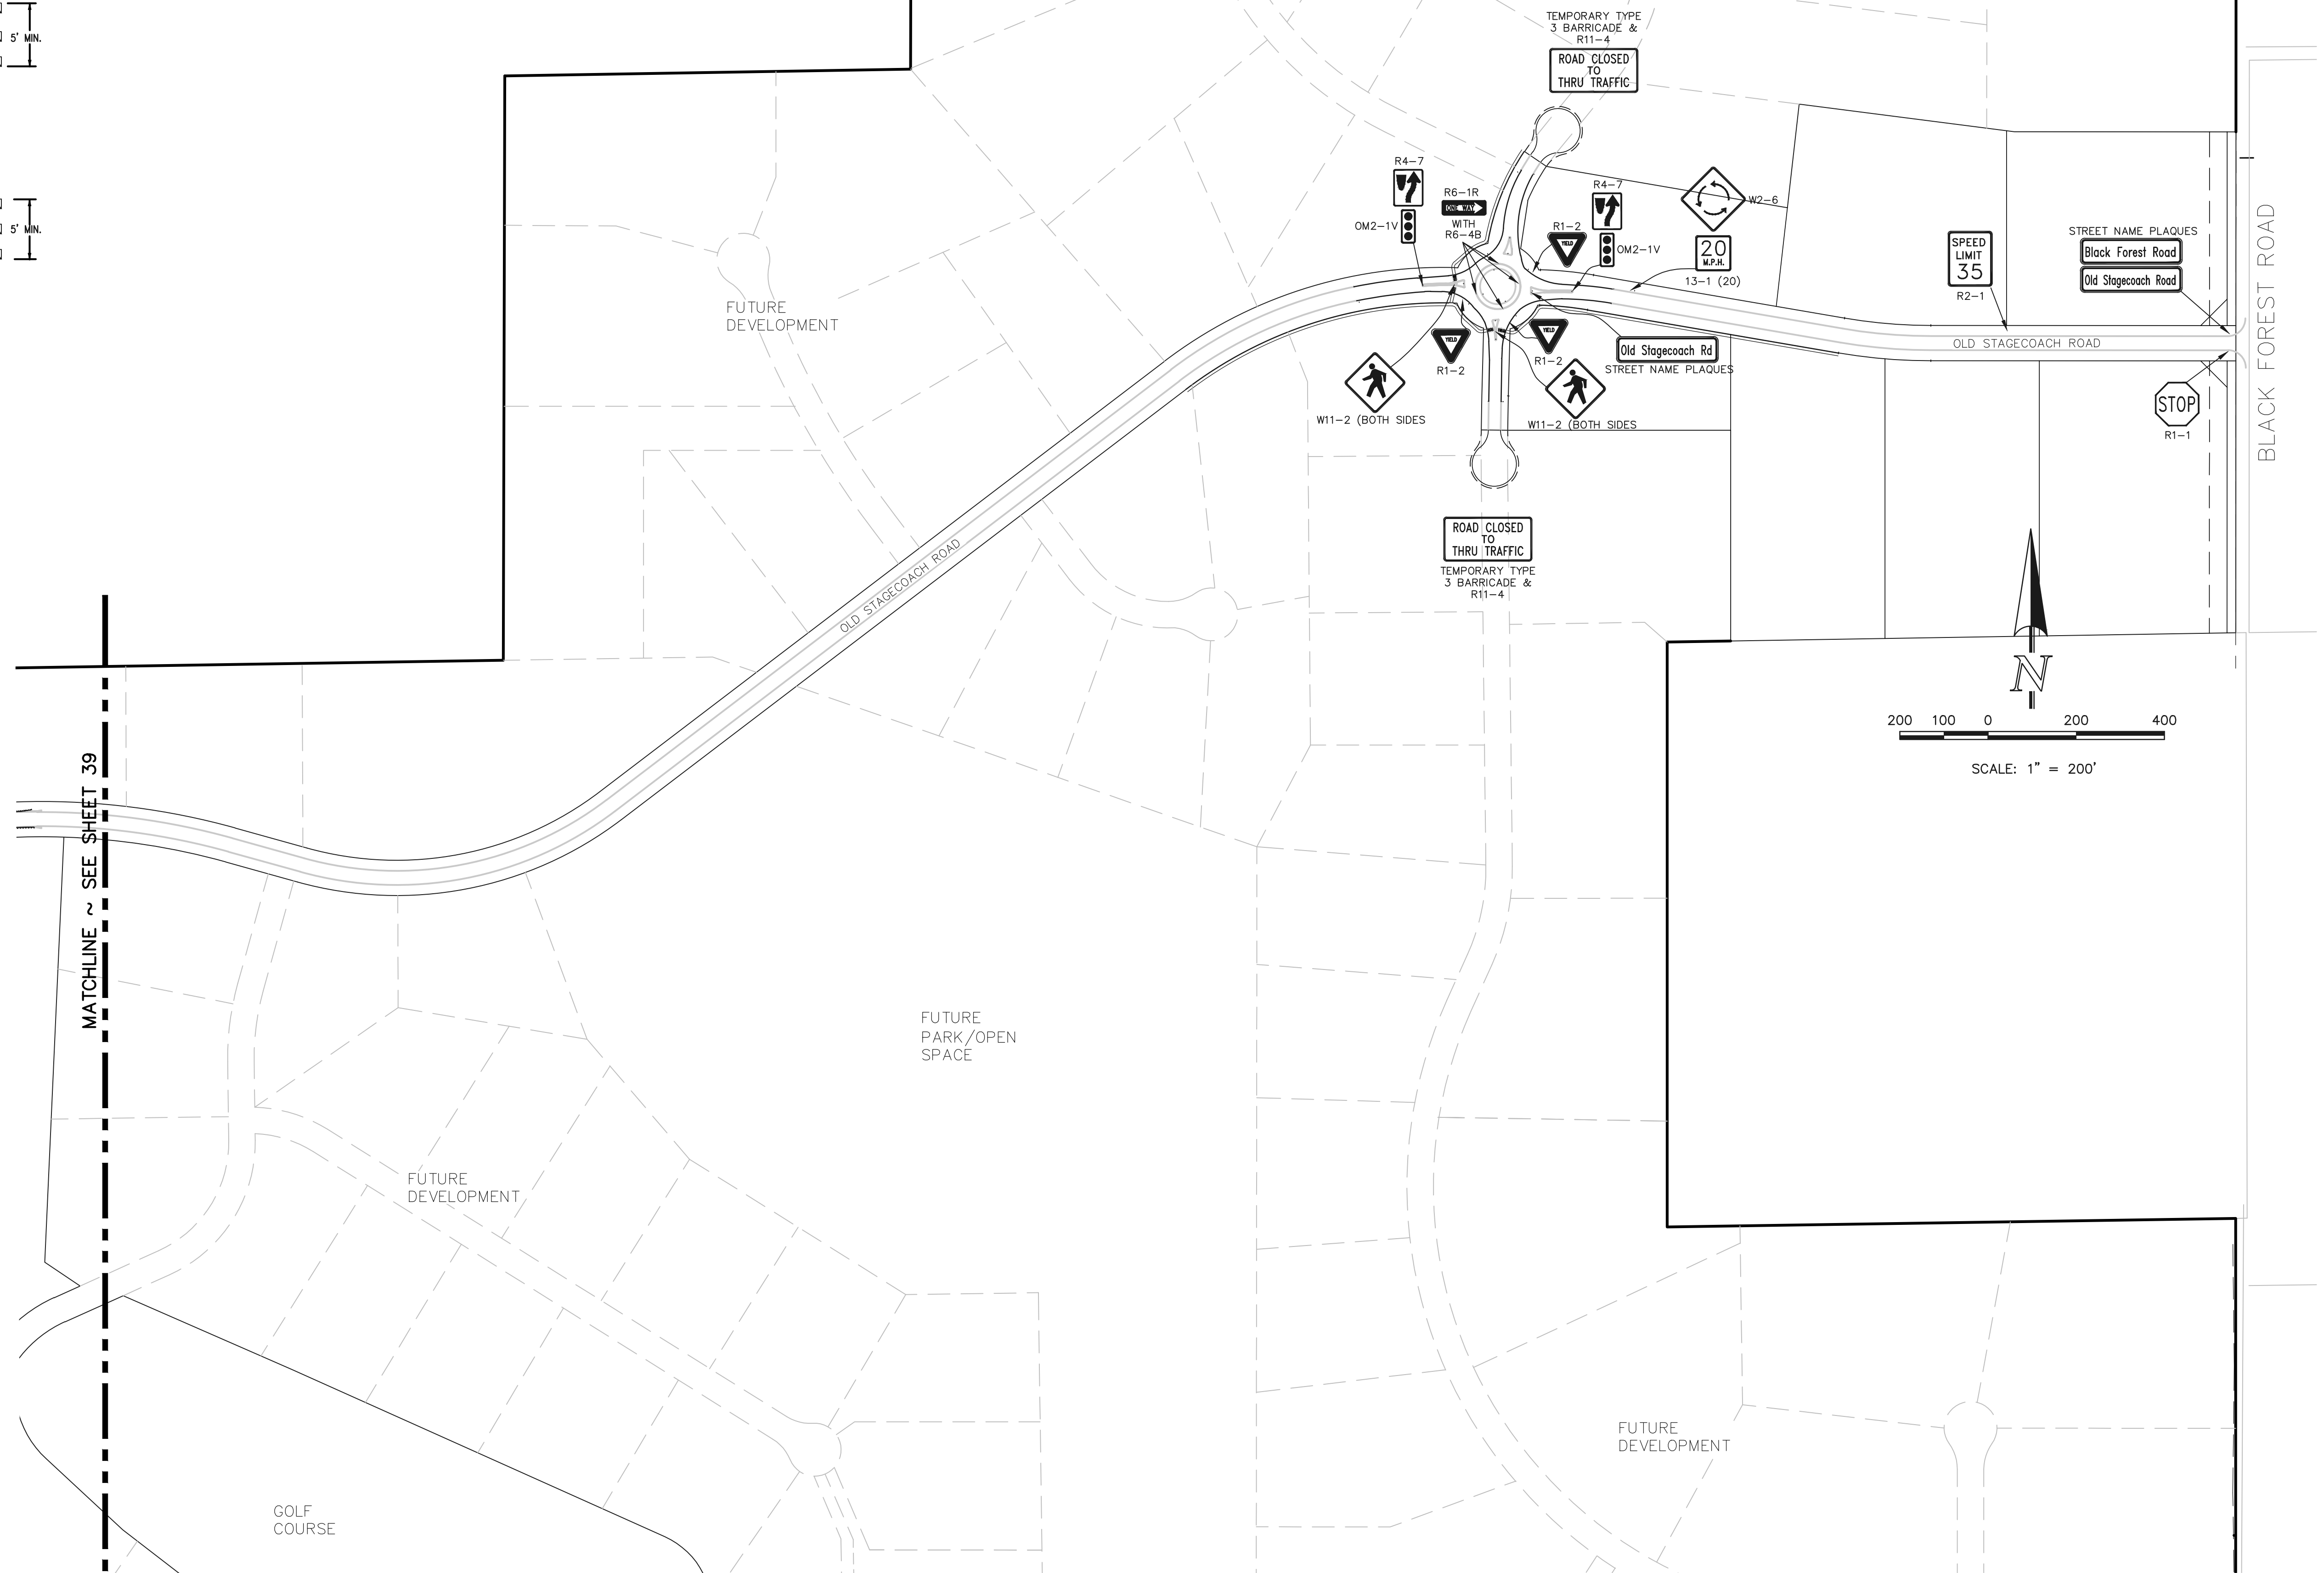 5' MIN.
5' MIN.
TEMPORARY TYPE
3 BARRICADE &
R11-4
ROAD CLOSED
TO
THRU TRAFFIC
R4-7
OM2-1V
R6-1R
ONE WAY
WITH
R6-4B
R1-2
YIELD
R4-7
OM2-1V
W2-6
20
M.P.H.
13-1 (20)
SPEED
LIMIT
35
R2-1
STREET NAME PLAQUES
Black Forest Road
Old Stagecoach Road
BLACK FOREST ROAD
OLD STAGECOACH ROAD
STOP
R1-1
YIELD
R1-2
YIELD
R1-2
Old Stagecoach Rd
STREET NAME PLAQUES
W11-2 (BOTH SIDES
W11-2 (BOTH SIDES
ROAD CLOSED
TO
THRU TRAFFIC
TEMPORARY TYPE
3 BARRICADE &
R11-4
FUTURE
DEVELOPMENT
OLD STAGECOACH ROAD
N
200 100 0 200 400
SCALE: 1" = 200'
MATCHLINE ~ SEE SHEET 39
FUTURE
PARK/OPEN
SPACE
FUTURE
DEVELOPMENT
FUTURE
DEVELOPMENT
GOLF
COURSE